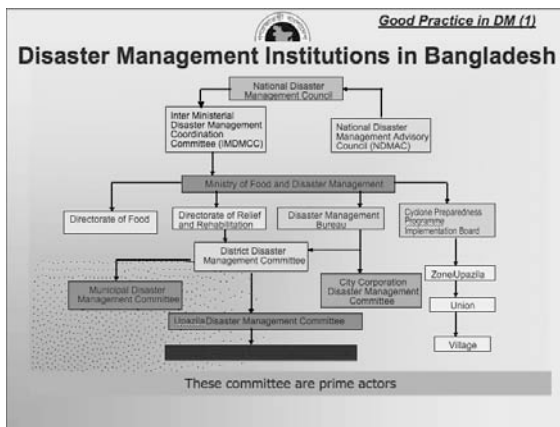 Good Practice in DM (1)
Disaster Management Institutions in Bangladesh
National Disaster
Management Council
Inter Ministerial
Disaster Management
Coordination
Committee (IMDMCC)
National Disaster
Management Advisory
Council (NDMAC)
Ministry of Food and Disaster Management
Directorate of Food
Directorate of Relief
and Rehabilitation
Disaster Management
Bureau
Cyclone Preparedness
Programme
Implementation Board
District Disaster
Management Committee
Zone/Upazila
Municipal Disaster
Management Committee
City Corporation
Disaster Management
Committee
Union
Upazila Disaster Management Committee
Village
These committee are prime actors